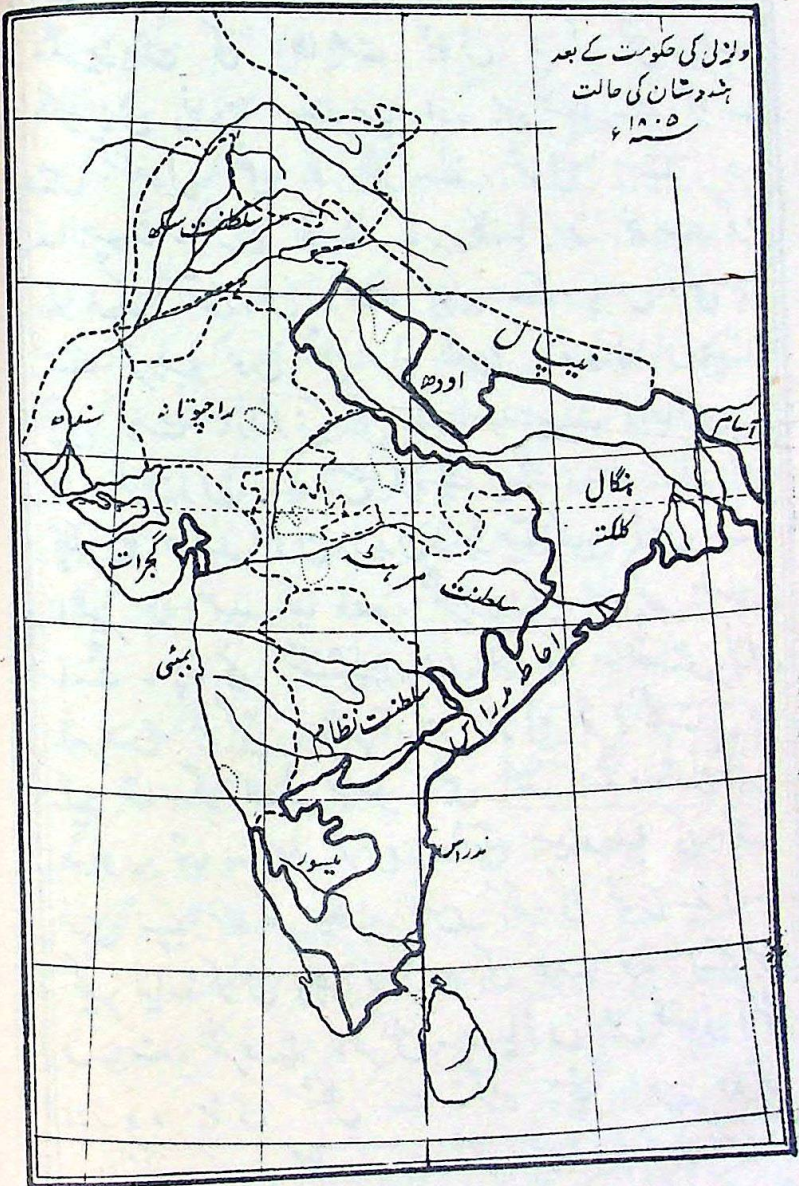 ولزلی کی حکومت کے بعد
ہندوستان کی حالت
سنہ ۱۸۰۵ء
سلطنت سکھ
نیپال
اودھ
راجپوتانہ
سندھ
آسام
بنگال
کلکتہ
گجرات
سلطنت مرہٹہ
احاطہ مدراس
بمبئی
سلطنت نظام
میسور
مدراس